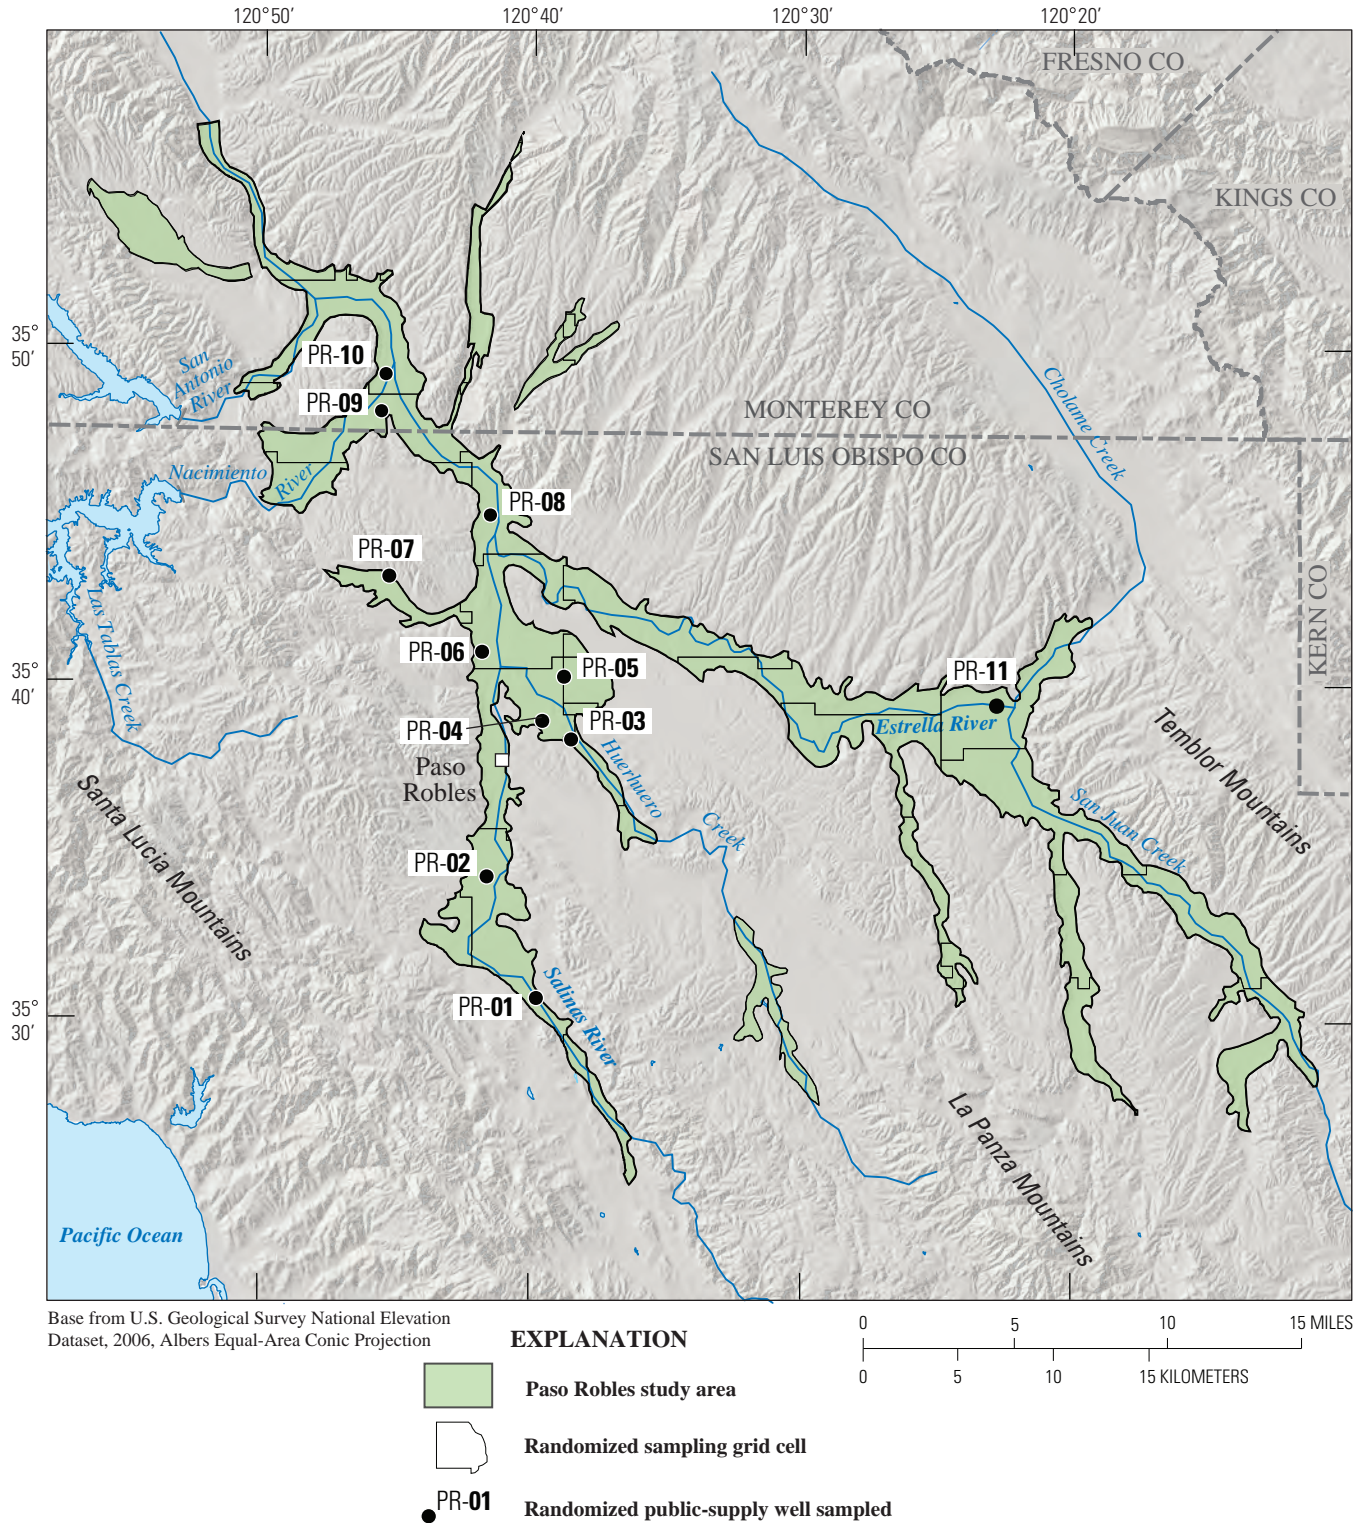 120°50′
120°40′
120°30′
120°20′
FRESNO CO
KINGS CO
35°
50′
San
Antonio
River
PR-10
PR-09
MONTEREY CO
SAN LUIS OBISPO CO
Cholame Creek
Nacimiento
River
PR-08
PR-07
KERN CO
Las Tablas Creek
PR-06
PR-05
35°
40′
PR-11
PR-04
PR-03
Estrella River
Temblor Mountains
Paso
Robles
Huerhuero
Creek
Santa Lucia Mountains
San Juan Creek
PR-02
Salinas River
PR-01
35°
30′
La Panza Mountains
Pacific Ocean
Base from U.S. Geological Survey National Elevation
Dataset, 2006, Albers Equal-Area Conic Projection
EXPLANATION
0 5 10 15 MILES
0 5 10 15 KILOMETERS
Paso Robles study area
Randomized sampling grid cell
PR-01 Randomized public-supply well sampled